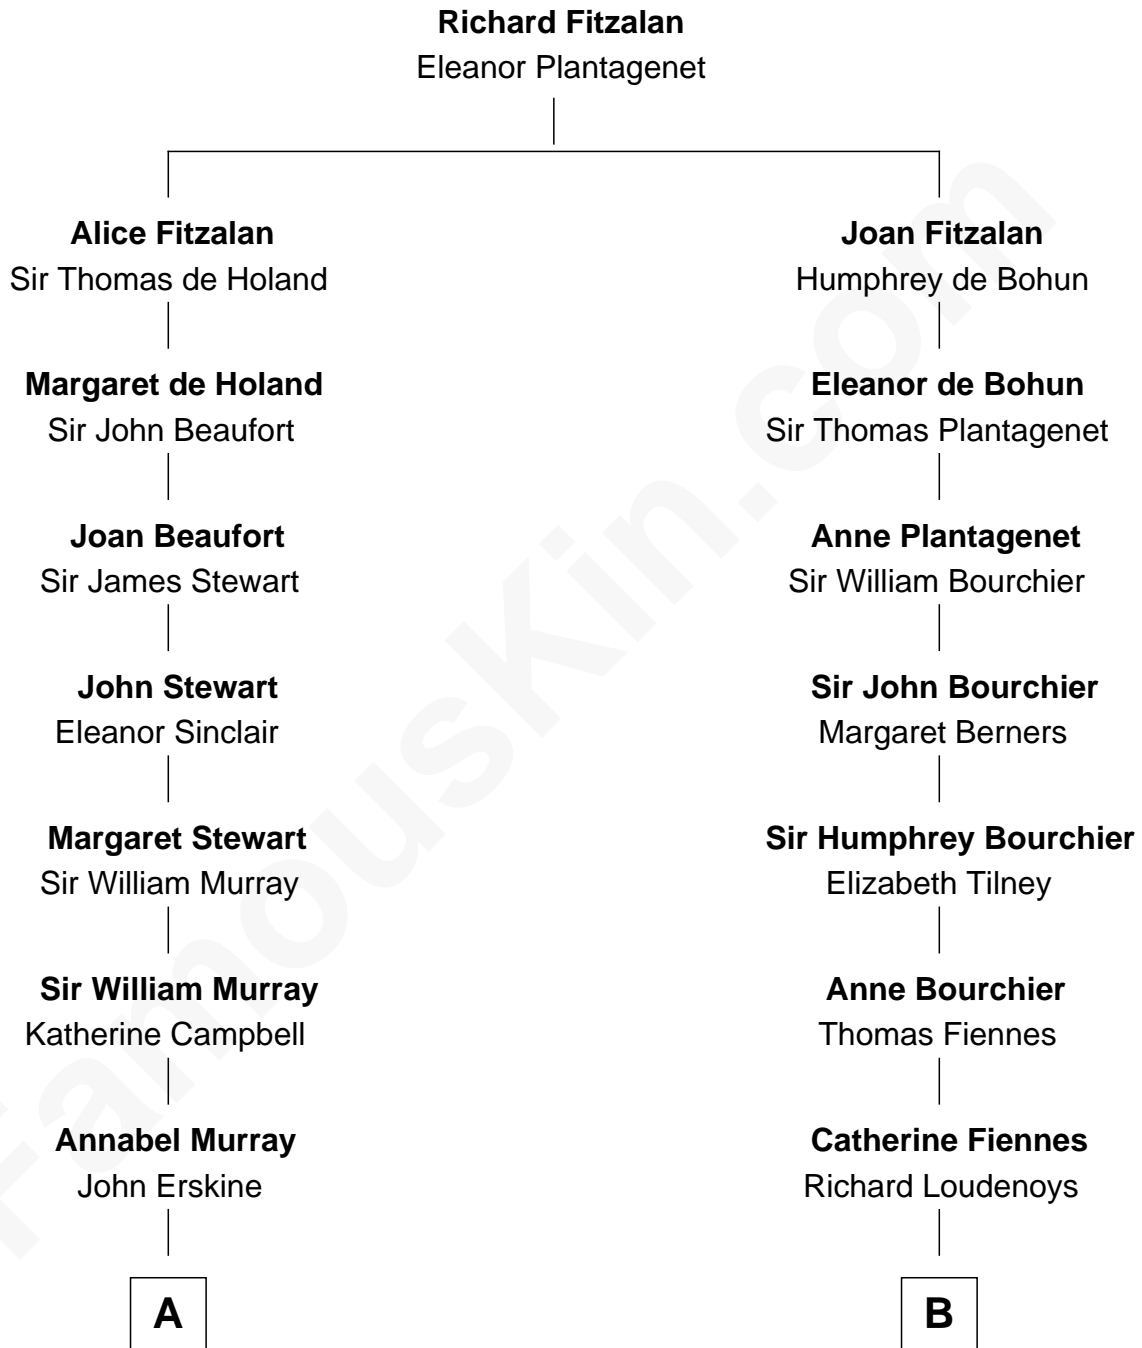 Richard Fitzalan
Eleanor Plantagenet
Alice Fitzalan
Sir Thomas de Holand
Joan Fitzalan
Humphrey de Bohun
Margaret de Holand
Sir John Beaufort
Eleanor de Bohun
Sir Thomas Plantagenet
Joan Beaufort
Sir James Stewart
Anne Plantagenet
Sir William Bourchier
John Stewart
Eleanor Sinclair
Sir John Bourchier
Margaret Berners
Margaret Stewart
Sir William Murray
Sir Humphrey Bourchier
Elizabeth Tilney
Sir William Murray
Katherine Campbell
Anne Bourchier
Thomas Fiennes
Annabel Murray
John Erskine
Catherine Fiennes
Richard Loudenoys
A
B
FamousKin.com